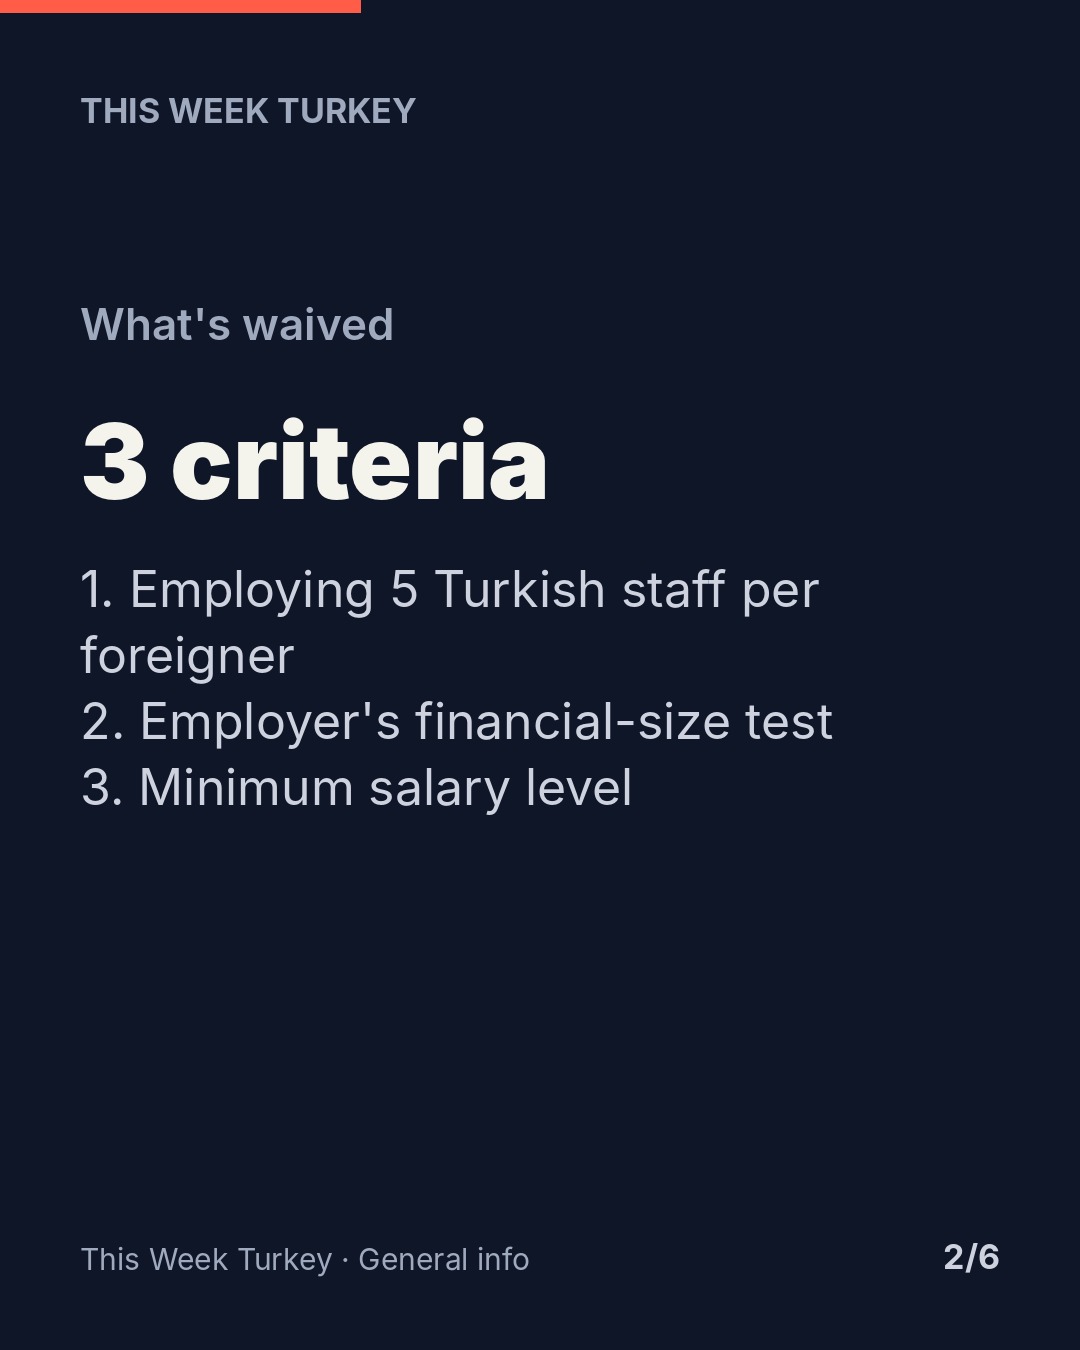 THIS WEEK TURKEY
What's waived
3 criteria
1. Employing 5 Turkish staff per
foreigner
2. Employer's financial-size test
3. Minimum salary level
This Week Turkey · General info
2/6